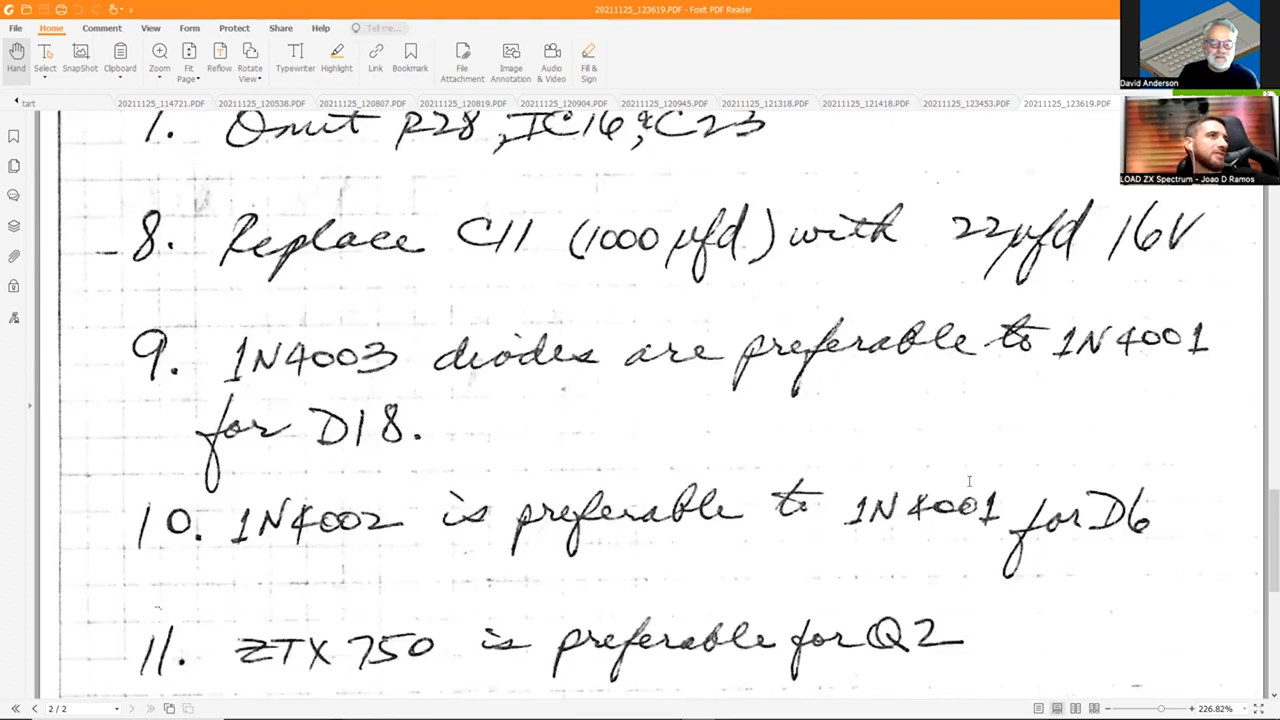 20211125_123619.PDF - Foxit PDF Reader
File Home Comment View Form Protect Share Help Tell me...
Hand Select SnapShot Clipboard Zoom Fit Page Reflow Rotate View Typewriter Highlight Link Bookmark File Attachment Image Annotation Audio & Video Fill & Sign
David Anderson
LOAD ZX Spectrum - Joao D Ramos
tart 20211125_114721.PDF 20211125_120538.PDF 20211125_120807.PDF 20211125_120819.PDF 20211125_120904.PDF 20211125_120945.PDF 20211125_121318.PDF 20211125_121418.PDF 20211125_123453.PDF 20211125_123619.PDF
Omit R28, IC16, & C23
8. Replace C11 (1000 μfd) with 22μfd 16V
9. 1N4003 diodes are preferable to 1N4001
for D18.
10. 1N4002 is preferable to 1N4001 for D6
11. ZTX750 is preferable for Q2
2 / 2
226.82%